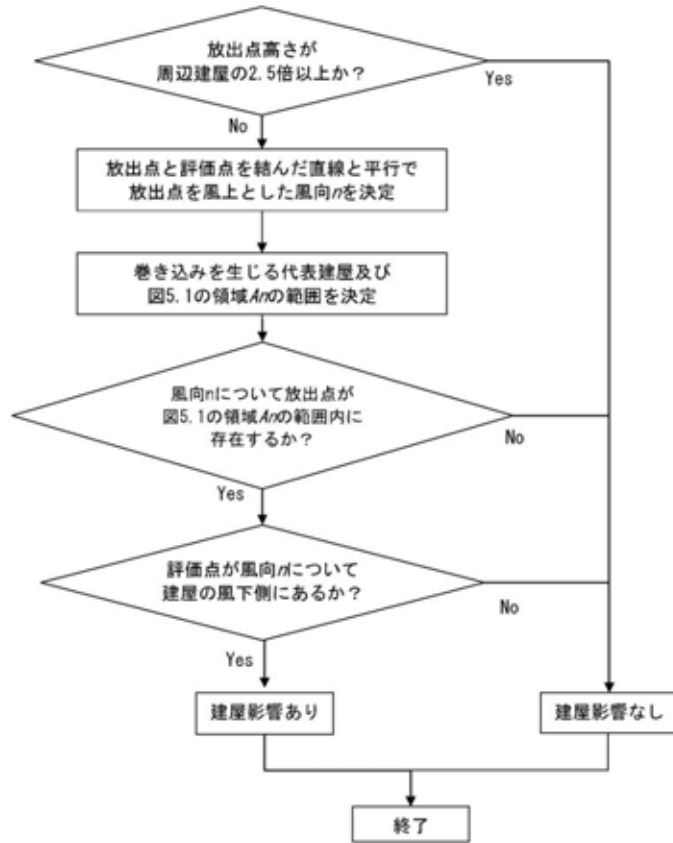 放出点高さが
周辺建屋の2.5倍以上か？
Yes
No
放出点と評価点を結んだ直線と平行で
放出点を風上とした風向nを決定
巻き込みを生じる代表建屋及び
図5.1の領域Anの範囲を決定
風向nについて放出点が
図5.1の領域Anの範囲内に
存在するか？
No
Yes
評価点が風向nについて
建屋の風下側にあるか？
No
Yes
建屋影響あり
建屋影響なし
終了